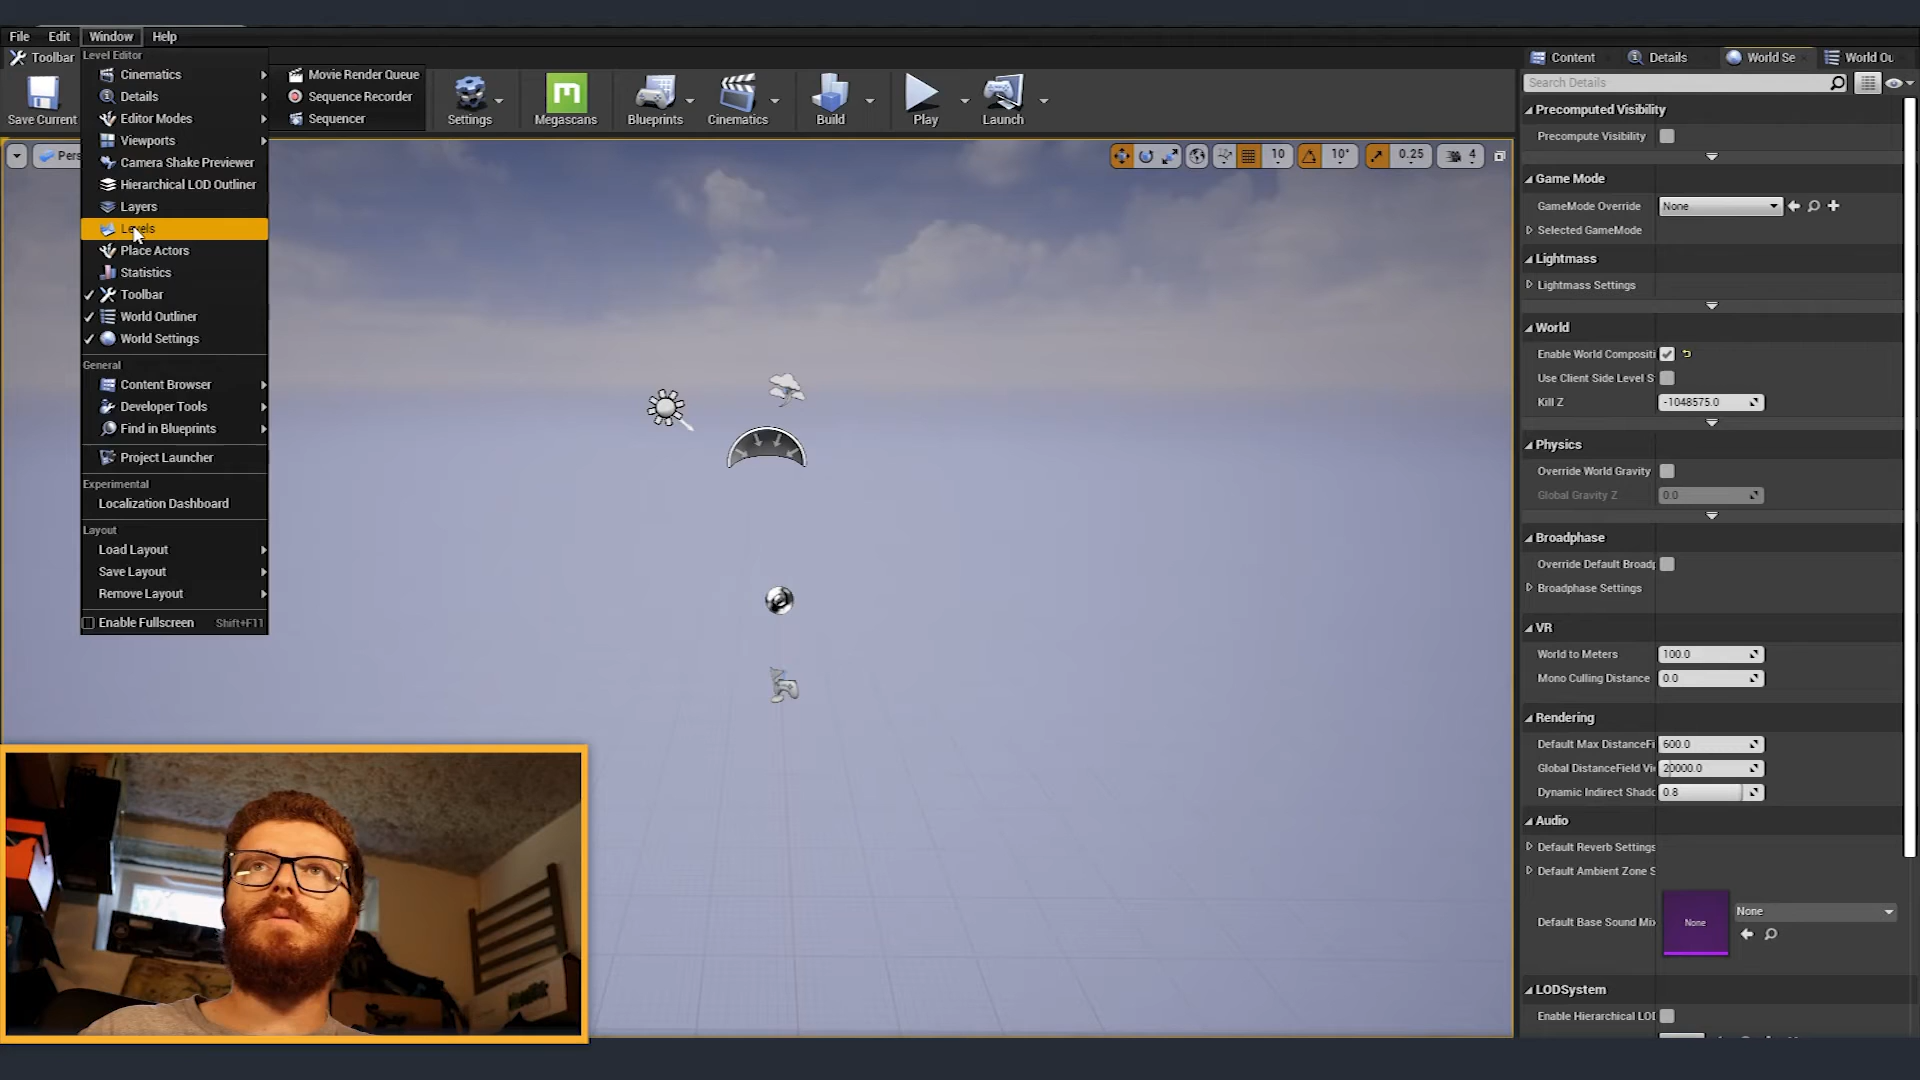 File Edit Window Help
Toolbar
Save Current
Level Editor
Cinematics
Details
Editor Modes
Viewports
Camera Shake Previewer
Hierarchical LOD Outliner
Layers
Levels
Place Actors
Statistics
Toolbar
World Outliner
World Settings
General
Content Browser
Developer Tools
Find in Blueprints
Project Launcher
Experimental
Localization Dashboard
Layout
Load Layout
Save Layout
Remove Layout
Enable Fullscreen Shift+F11
Movie Render Queue
Sequence Recorder
Sequencer
Settings Megascans Blueprints Cinematics Build Play Launch
Pers
10 10° 0.25 4
Content Details World Se World Ou
Search Details
Precomputed Visibility
Precompute Visibility
Game Mode
GameMode Override None
Selected GameMode
Lightmass
Lightmass Settings
World
Enable World Compositi
Use Client Side Level S
Kill Z -1048575.0
Physics
Override World Gravity
Global Gravity Z 0.0
Broadphase
Override Default Broadp
Broadphase Settings
VR
World to Meters 100.0
Mono Culling Distance 0.0
Rendering
Default Max DistanceFi 600.0
Global DistanceField Vi 20000.0
Dynamic Indirect Shado 0.8
Audio
Default Reverb Settings
Default Ambient Zone S
Default Base Sound Mix None None
LODSystem
Enable Hierarchical LOD